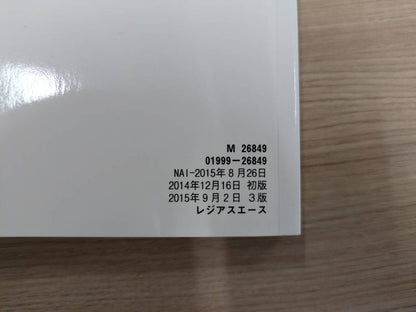 M 26849
01999-26849
NAI-2015年8月26日
2014年12月16日 初版
2015年9月2日 3版
レジアスエース